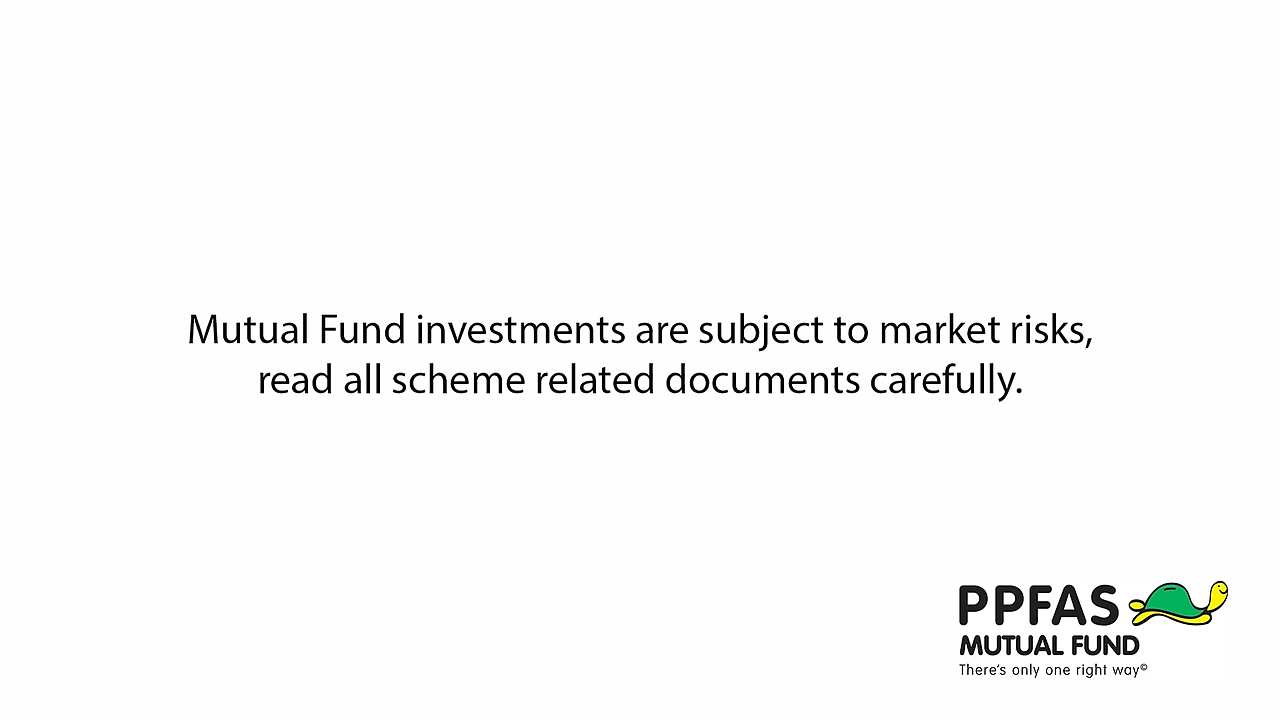 Mutual Fund investments are subject to market risks,
read all scheme related documents carefully.
PPFAS
MUTUAL FUND
There's only one right way©